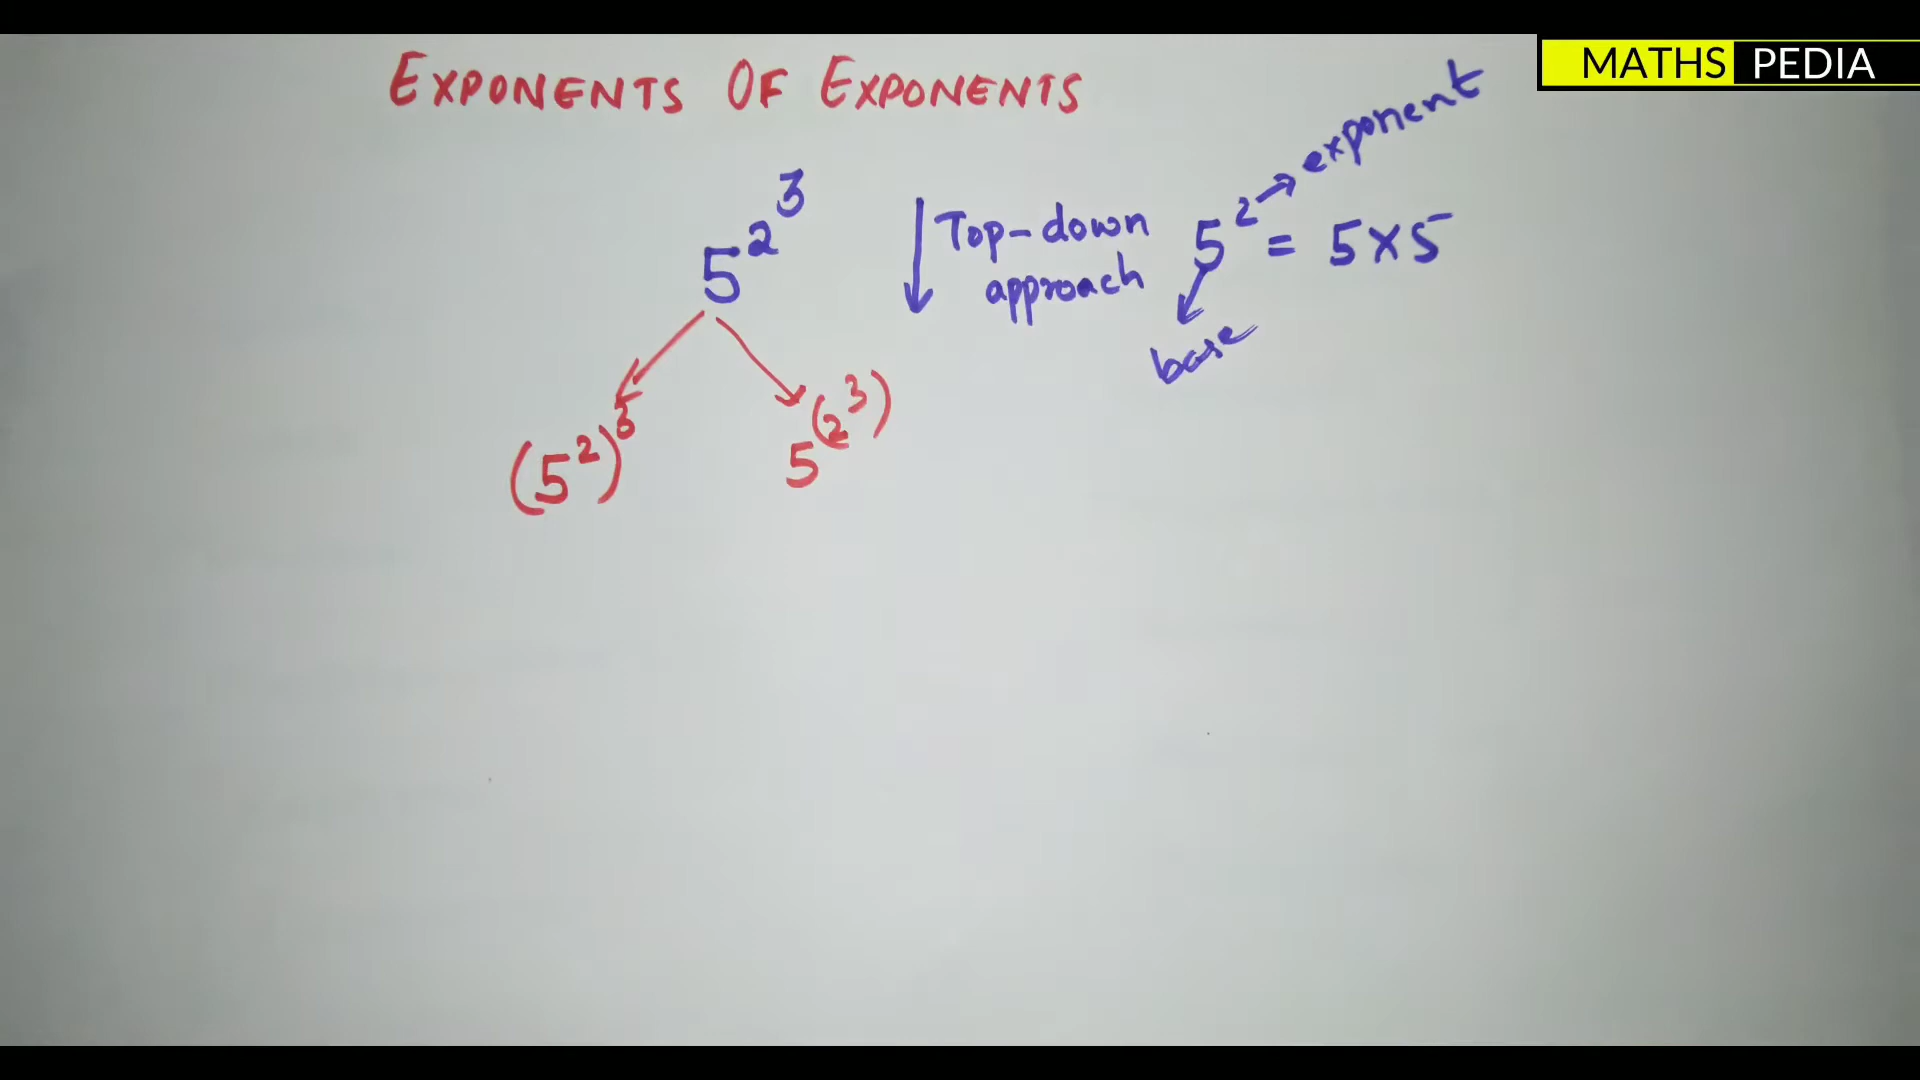 MATHS PEDIA
EXPONENTS OF EXPONENTS
5^2^3
Top-down
approach
5^2 = 5×5
exponent
base
(5^2)^3
5^(2^3)